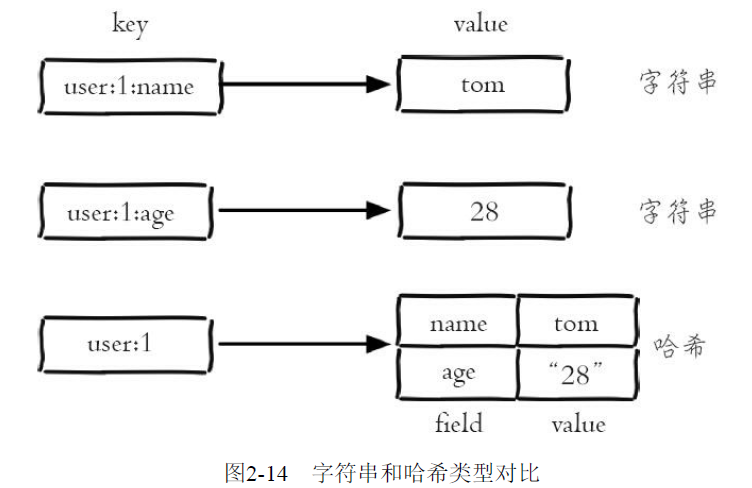 key value
user:1:name tom 字符串
user:1:age 28 字符串
user:1
name tom
哈希
age “28”
field value
图2-14 字符串和哈希类型对比